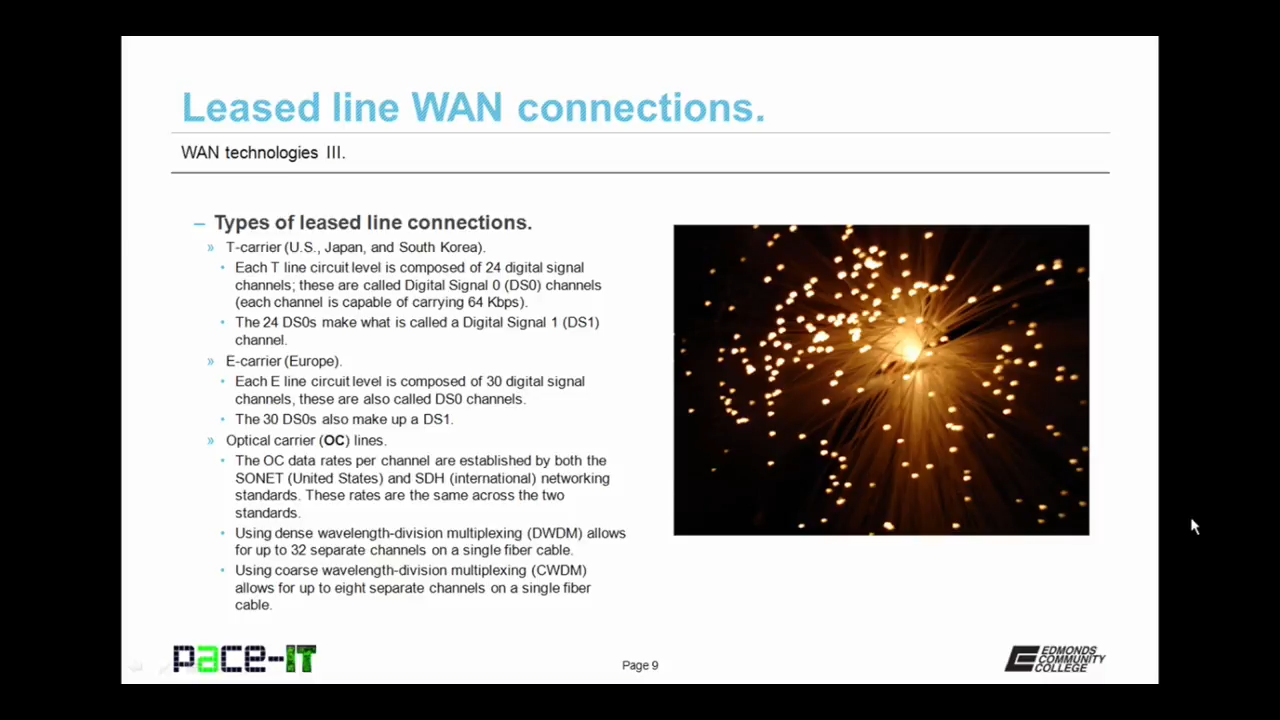 Leased line WAN connections.
WAN technologies III.
– Types of leased line connections.
» T-carrier (U.S., Japan, and South Korea).
• Each T line circuit level is composed of 24 digital signal
channels; these are called Digital Signal 0 (DS0) channels
(each channel is capable of carrying 64 Kbps).
• The 24 DS0s make what is called a Digital Signal 1 (DS1)
channel.
» E-carrier (Europe).
• Each E line circuit level is composed of 30 digital signal
channels, these are also called DS0 channels.
• The 30 DS0s also make up a DS1.
» Optical carrier (OC) lines.
• The OC data rates per channel are established by both the
SONET (United States) and SDH (international) networking
standards. These rates are the same across the two
standards.
• Using dense wavelength-division multiplexing (DWDM) allows
for up to 32 separate channels on a single fiber cable.
• Using coarse wavelength-division multiplexing (CWDM)
allows for up to eight separate channels on a single fiber
cable.
pace-IT
Page 9
EDMONDS
COMMUNITY
COLLEGE